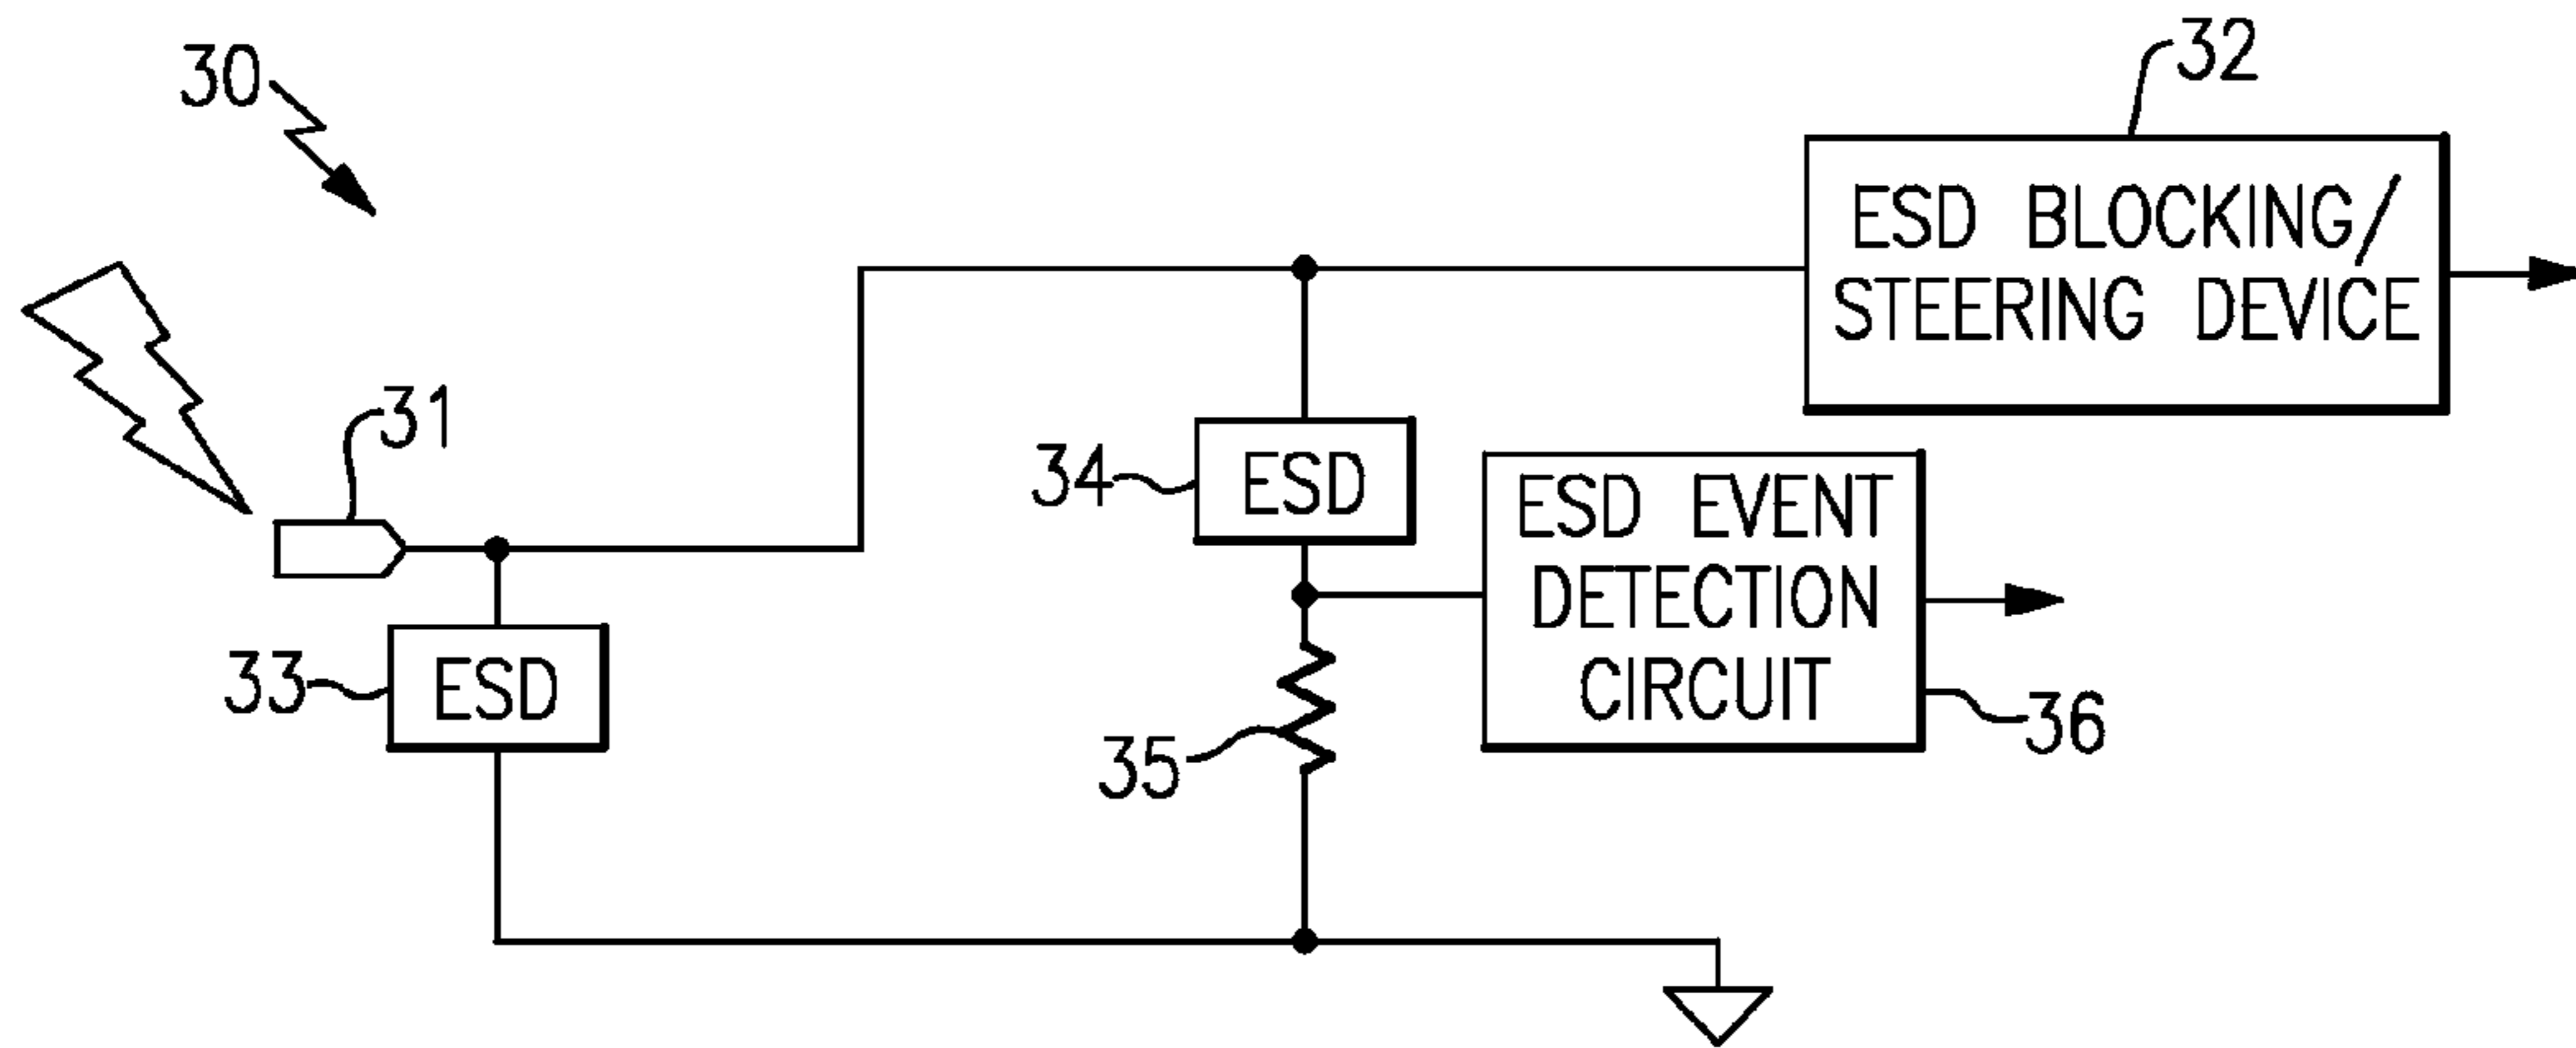 30
32
ESD BLOCKING/
STEERING DEVICE
31
34
ESD
ESD EVENT
DETECTION
CIRCUIT
33
ESD
35
36